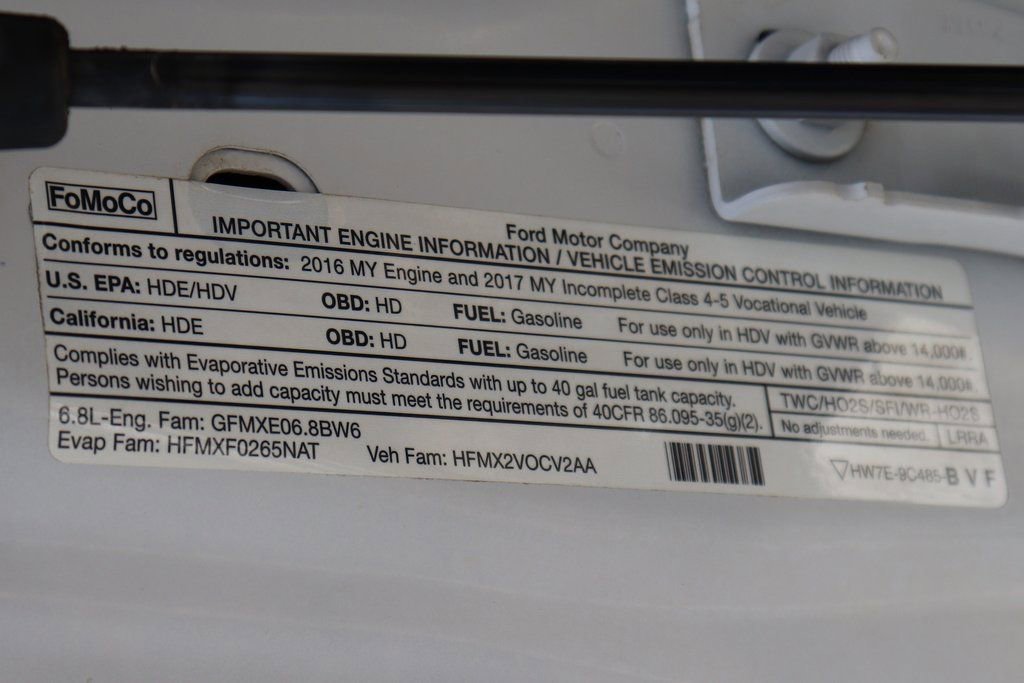 FoMoCo
Ford Motor Company
IMPORTANT ENGINE INFORMATION / VEHICLE EMISSION CONTROL INFORMATION
Conforms to regulations: 2016 MY Engine and 2017 MY Incomplete Class 4-5 Vocational Vehicle
U.S. EPA: HDE/HDV OBD: HD FUEL: Gasoline For use only in HDV with GVWR above 14,000#.
California: HDE OBD: HD FUEL: Gasoline For use only in HDV with GVWR above 14,000#.
Complies with Evaporative Emissions Standards with up to 40 gal fuel tank capacity.
Persons wishing to add capacity must meet the requirements of 40CFR 86.095-35(g)(2).
TWC/HO2S/SFI/WR-HO2S
No adjustments needed. LRRA
6.8L-Eng. Fam: GFMXE06.8BW6
Evap Fam: HFMXF0265NAT Veh Fam: HFMX2VOCV2AA
HW7E-9C485-B V F